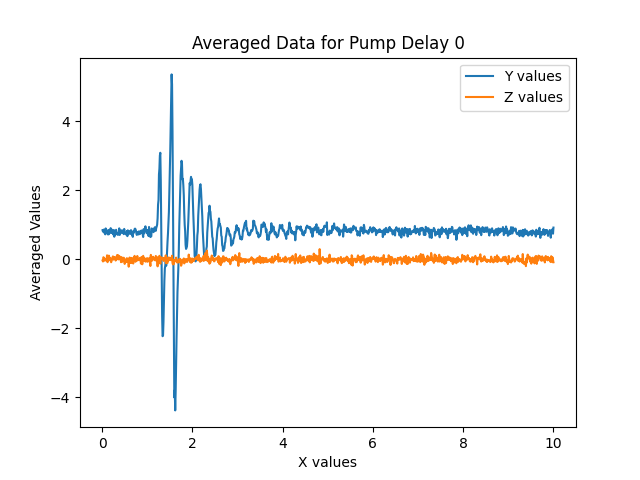 Averaged Data for Pump Delay 0
Y values
Z values
Averaged Values
4
2
0
−2
−4
0
2
4
6
8
10
X values